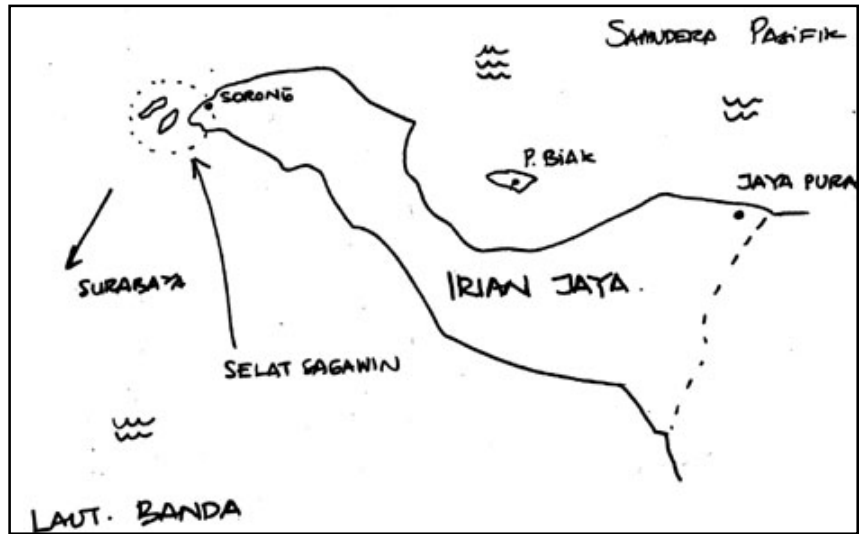 SAMUDERA PASIFIK
SORONG
P. BIAK
JAYA PURA
SURABAYA
IRIAN JAYA.
SELAT SAGAWIN
LAUT. BANDA